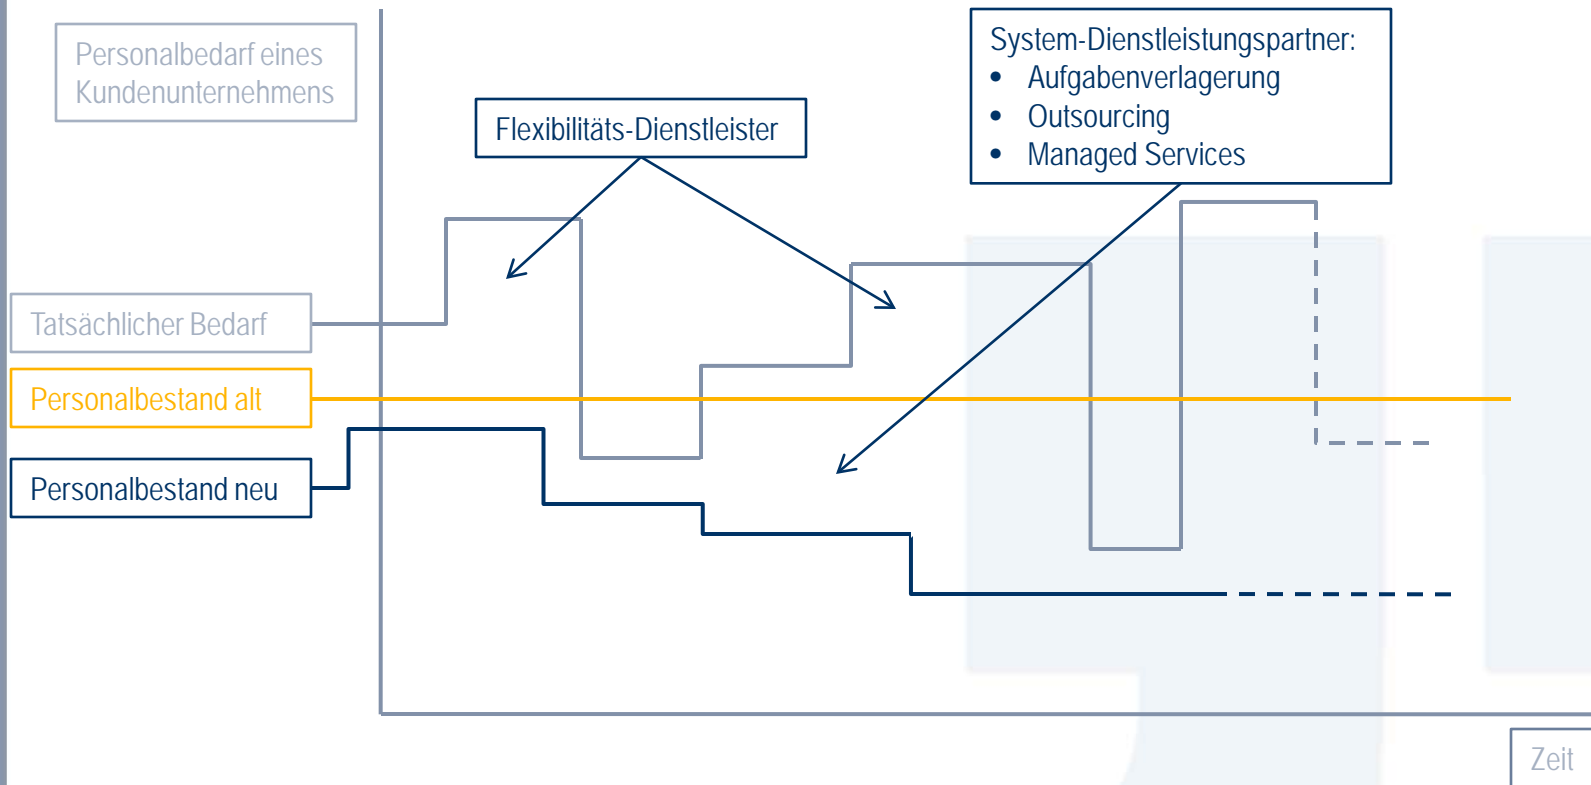 Personalbedarf eines
Kundenunternehmens
System-Dienstleistungspartner:
• Aufgabenverlagerung
• Outsourcing
• Managed Services
Flexibilitäts-Dienstleister
Tatsächlicher Bedarf
Personalbestand alt
Personalbestand neu
Zeit